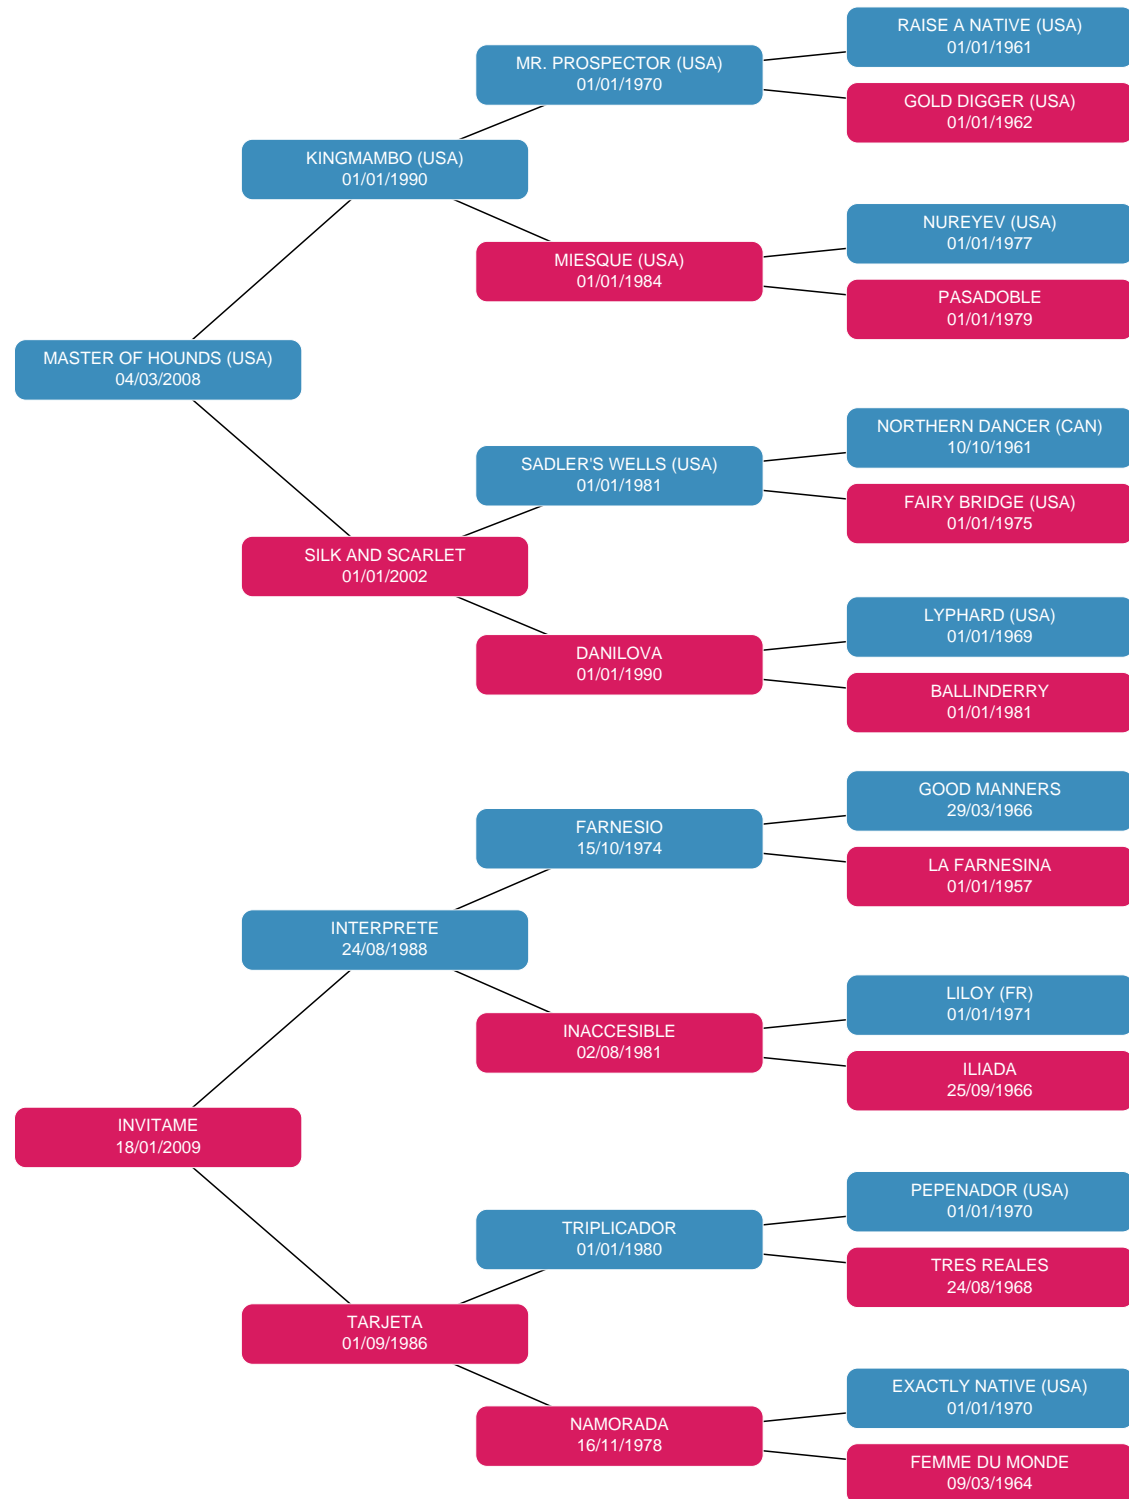 RAISE A NATIVE (USA)
01/01/1961
MR. PROSPECTOR (USA)
01/01/1970
GOLD DIGGER (USA)
01/01/1962
KINGMAMBO (USA)
01/01/1990
NUREYEV (USA)
01/01/1977
MIESQUE (USA)
01/01/1984
PASADOBLE
01/01/1979
MASTER OF HOUNDS (USA)
04/03/2008
NORTHERN DANCER (CAN)
10/10/1961
SADLER'S WELLS (USA)
01/01/1981
FAIRY BRIDGE (USA)
01/01/1975
SILK AND SCARLET
01/01/2002
LYPHARD (USA)
01/01/1969
DANILOVA
01/01/1990
BALLINDERRY
01/01/1981
GOOD MANNERS
29/03/1966
FARNESIO
15/10/1974
LA FARNESINA
01/01/1957
INTERPRETE
24/08/1988
LILOY (FR)
01/01/1971
INACCESIBLE
02/08/1981
ILIADA
25/09/1966
INVITAME
18/01/2009
PEPENADOR (USA)
01/01/1970
TRIPLICADOR
01/01/1980
TRES REALES
24/08/1968
TARJETA
01/09/1986
EXACTLY NATIVE (USA)
01/01/1970
NAMORADA
16/11/1978
FEMME DU MONDE
09/03/1964